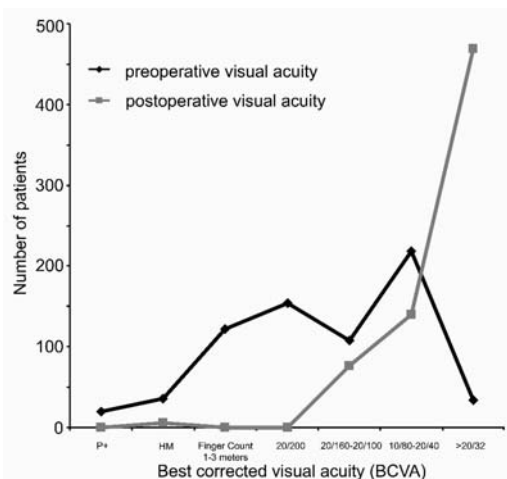 500
preoperative visual acuity
postoperative visual acuity
400
300
200
100
0
Number of patients
P+ HM Finger Count 20/200 20/160-20/100 10/80-20/40 >20/32
1-3 meters
Best corrected visual acuity (BCVA)